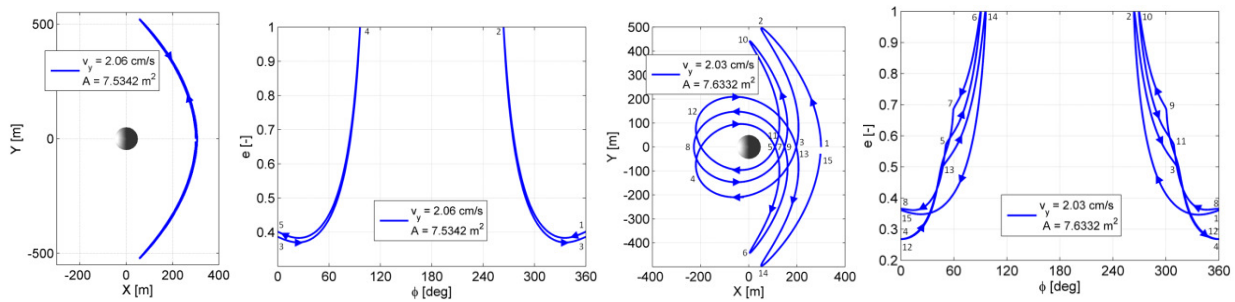 500
0
-500
Y [m]
v_y = 2.06 cm/s
A = 7.5342 m²
0 200 400
X [m]
1
0.9
0.8
0.7
0.6
0.5
0.4
e [-]
4 2
v_y = 2.06 cm/s
A = 7.5342 m²
5 1
3 3
0 90 180 270 360
ϕ [deg]
500
400
300
200
100
0
-100
-200
-300
-400
-500
Y [m]
2
10
v_y = 2.03 cm/s
A = 7.6332 m²
12
11 3 1
8 5 7 9 13 15
4
6
14
-400 -200 0 200 400
X [m]
1
0.9
0.8
0.7
0.6
0.5
0.4
0.3
0.2
e [-]
6 14 2 10
7 9
5 11
13 3
v_y = 2.03 cm/s
A = 7.6332 m²
8 8
15 1
4 12
12 4
0 60 120 180 240 300 360
ϕ [deg]